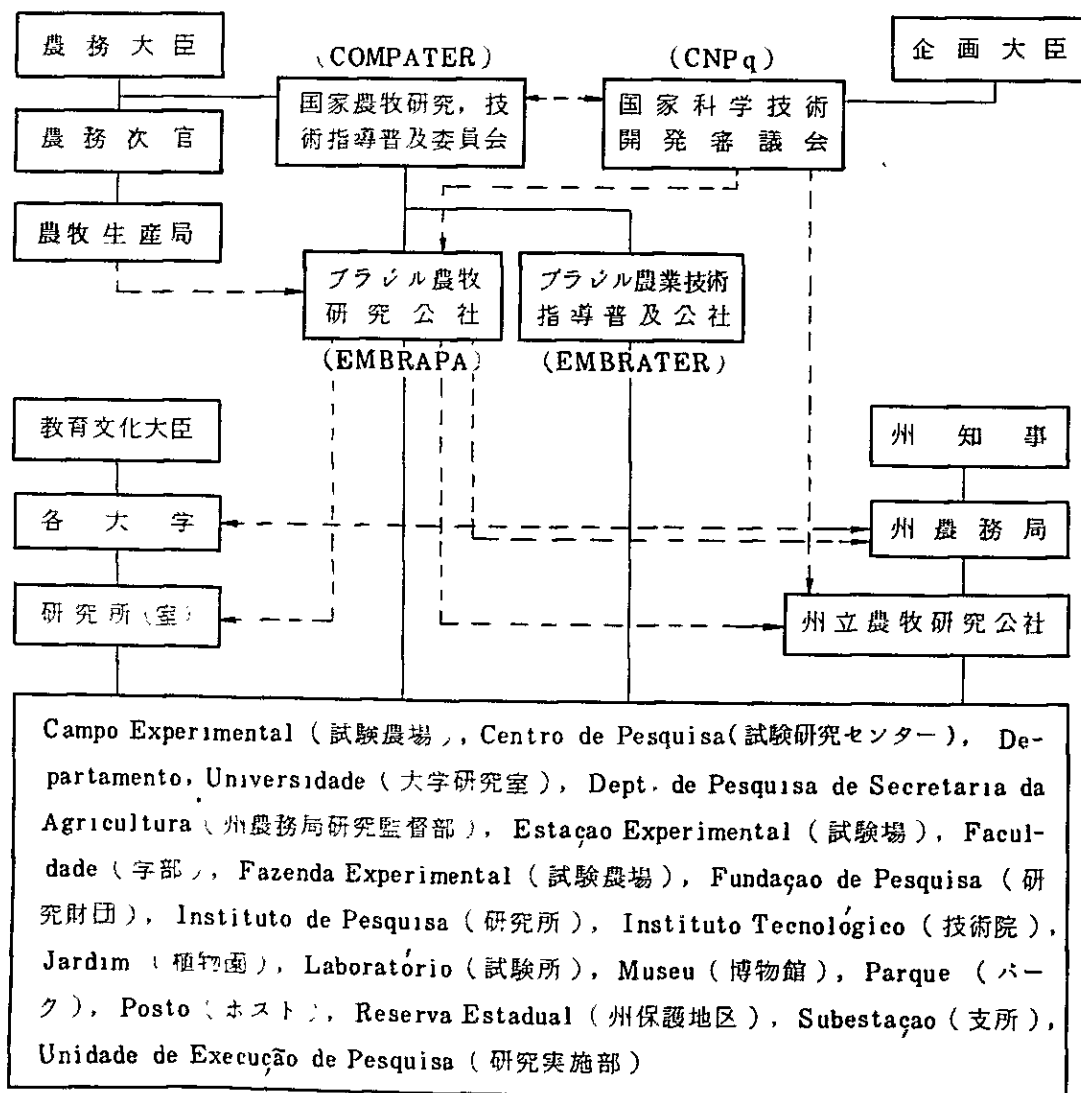 農務大臣
(COMPATER)
(CNPq)
企画大臣
国家農牧研究，技
術指導普及委員会
国家科学技術
開発審議会
農務次官
農牧生産局
ブラジル農牧
研究公社
ブラジル農業技術
指導普及公社
(EMBRAPA)
(EMBRATER)
教育文化大臣
州知事
各大学
州農務局
研究所（室）
州立農牧研究公社
Campo Experimental（試験農場），Centro de Pesquisa（試験研究センター），De-
partamento, Universidade（大学研究室），Dept. de Pesquisa de Secretaria da
Agricultura（州農務局研究監督部），Estaçao Experimental（試験場），Facul-
dade（学部），Fazenda Experimental（試験農場），Fundaçao de Pesquisa（研
究財団），Instituto de Pesquisa（研究所），Instituto Tecnológico（技術院），
Jardim（植物園），Laboratório（試験所），Museu（博物館），Parque（パー
ク），Posto（ポスト），Reserva Estadual（州保護地区），Subestaçao（支所），
Unidade de Execução de Pesquisa（研究実施部）